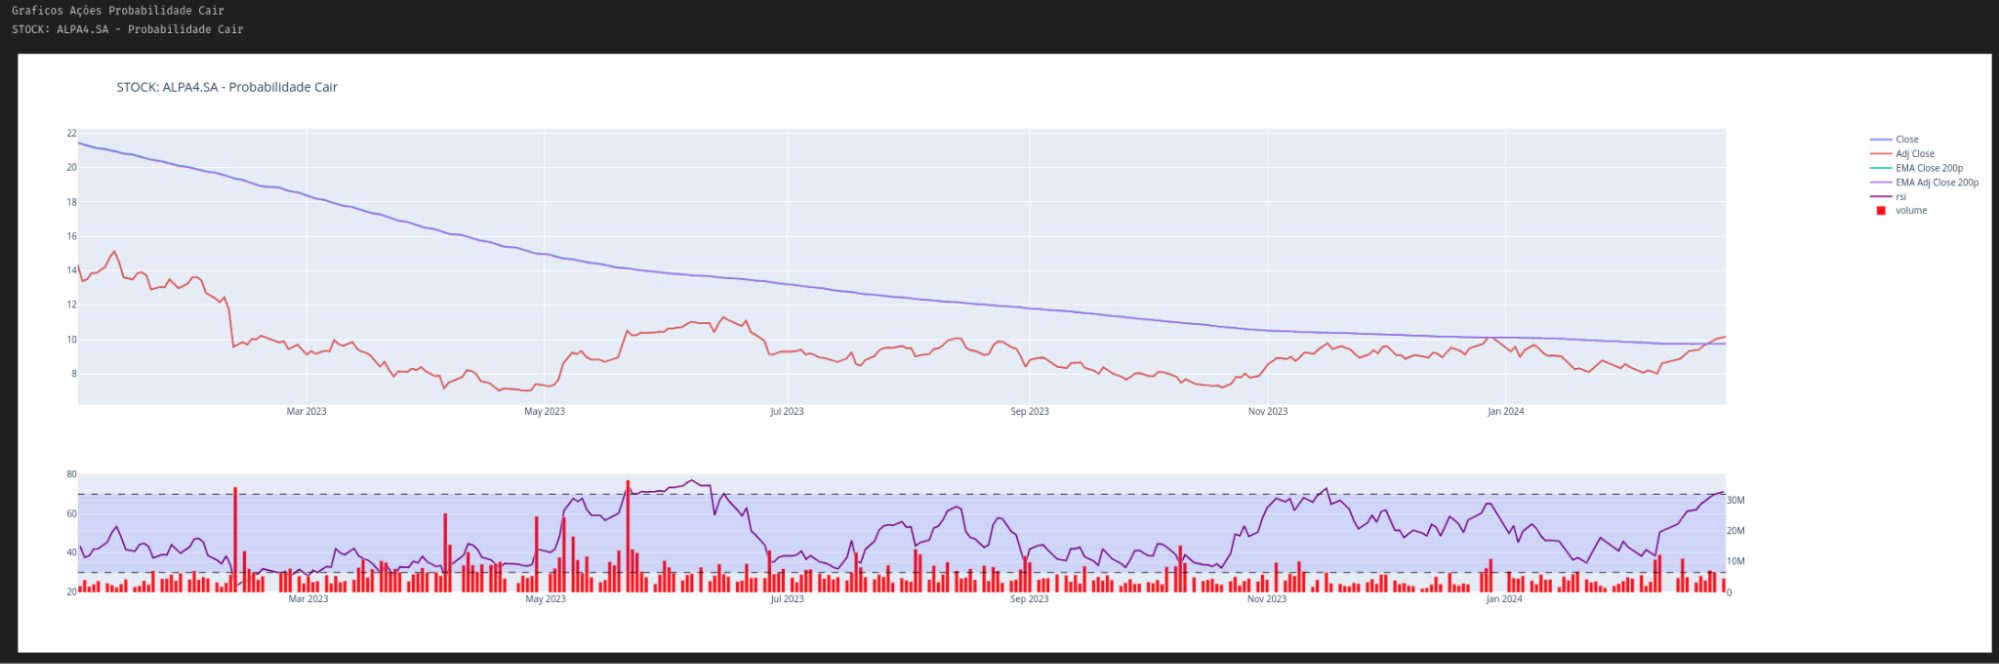 Graficos Ações Probabilidade Cair
STOCK: ALPA4.SA - Probabilidade Cair
STOCK: ALPA4.SA - Probabilidade Cair
22
20
18
16
14
12
10
8
Mar 2023 May 2023 Jul 2023 Sep 2023 Nov 2023 Jan 2024
Close
Adj Close
EMA Close 200p
EMA Adj Close 200p
rsi
volume
80
60
40
20
30M
20M
10M
0
Mar 2023 May 2023 Jul 2023 Sep 2023 Nov 2023 Jan 2024